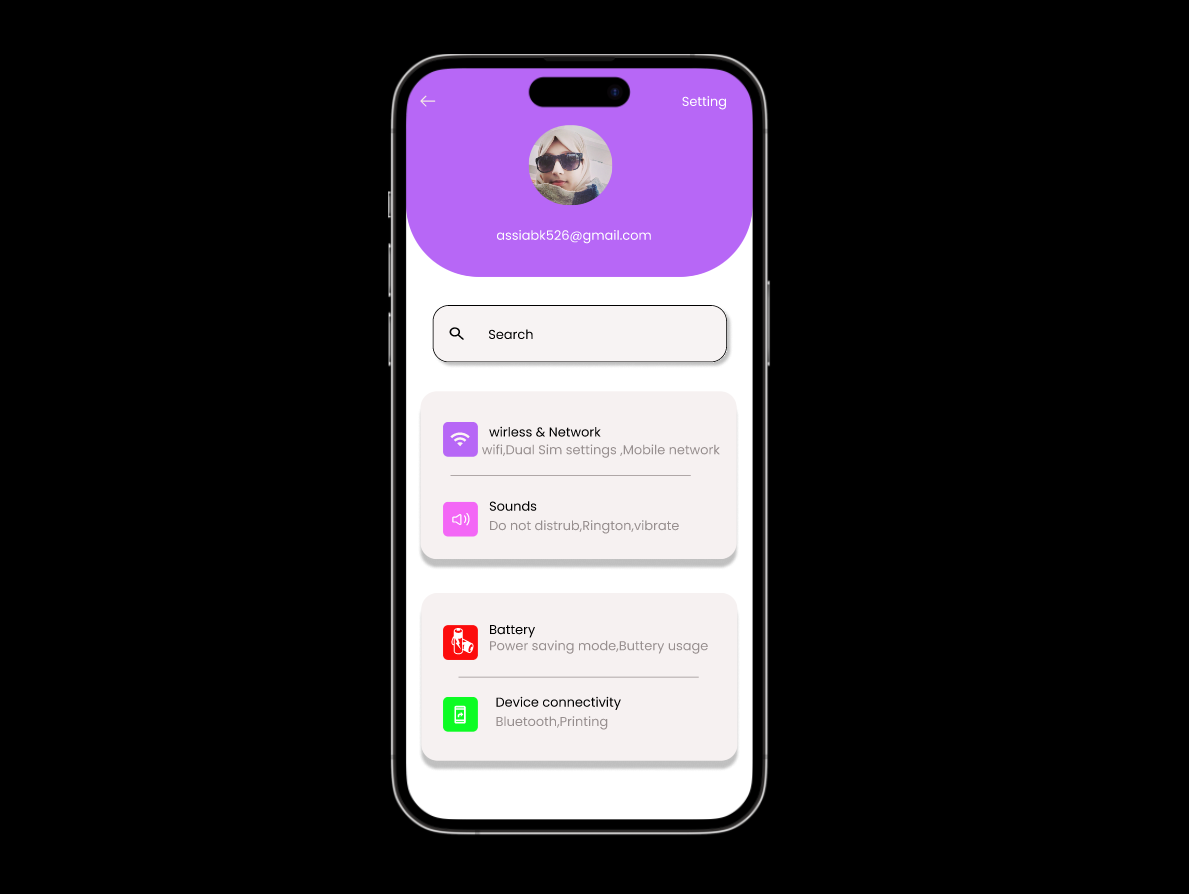 Setting
assiabk526@gmail.com
Search
wirless & Network
wifi,Dual Sim settings ,Mobile network
Sounds
Do not distrub,Rington,vibrate
Battery
Power saving mode,Buttery usage
Device connectivity
Bluetooth,Printing